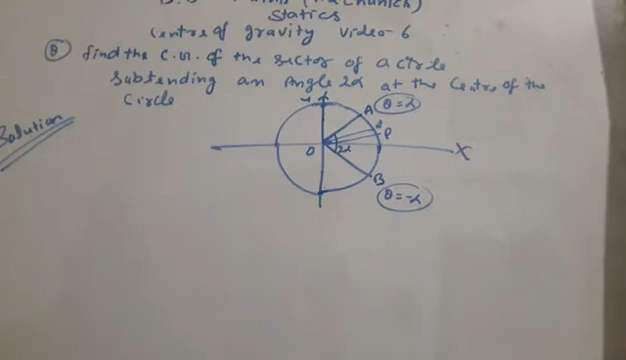 Statics
Centre of gravity video-6
Q find the C.G. of the sector of a circle
subtending an Angle 2α at the Centre of the
Circle
Solution
A θ=α
P
O 2α X
B
θ=-α